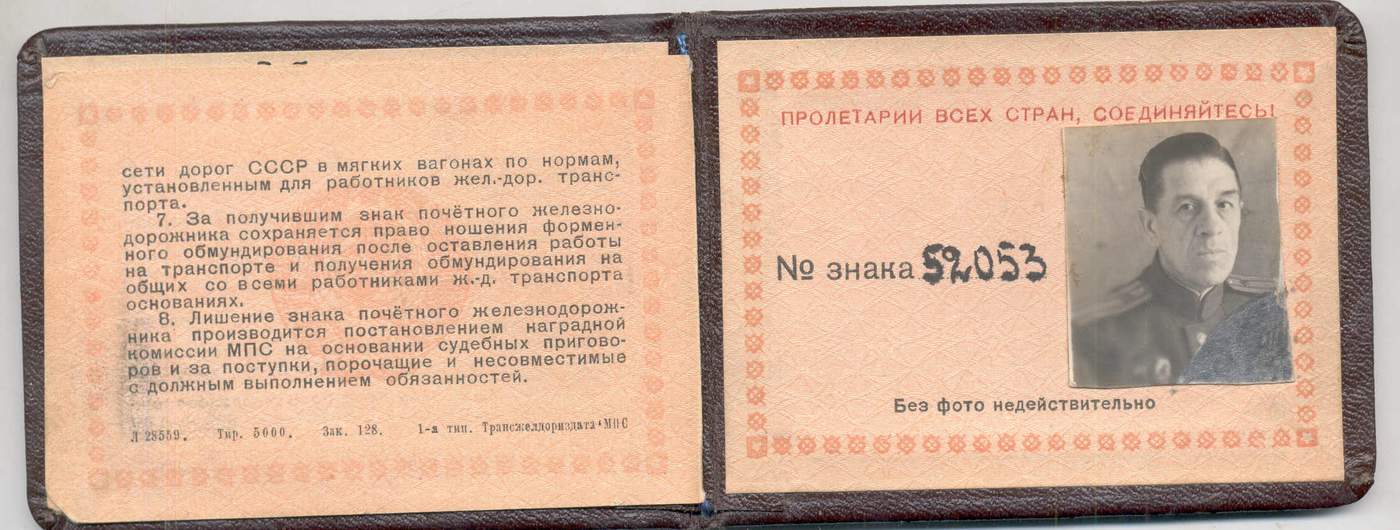 сети дорог СССР в мягких вагонах по нормам,
установленным для работников жел.-дор. транс-
порта.
7. За получившим знак почётного железно-
дорожника сохраняется право ношения формен-
ного обмундирования после оставления работы
на транспорте и получения обмундирования на
общих со всеми работниками ж.-д. транспорта
основаниях.
8. Лишение знака почётного железнодорож-
ника производится постановлением наградной
комиссии МПС на основании судебных пригово-
ров и за поступки, порочащие и несовместимые
с должным выполнением обязанностей.
Л 28559. Тир. 5000. Зак. 128. 1-я тип. Трансжелдориздата МПС
ПРОЛЕТАРИИ ВСЕХ СТРАН, СОЕДИНЯЙТЕСЬ!
№ знака 52053
Без фото недействительно